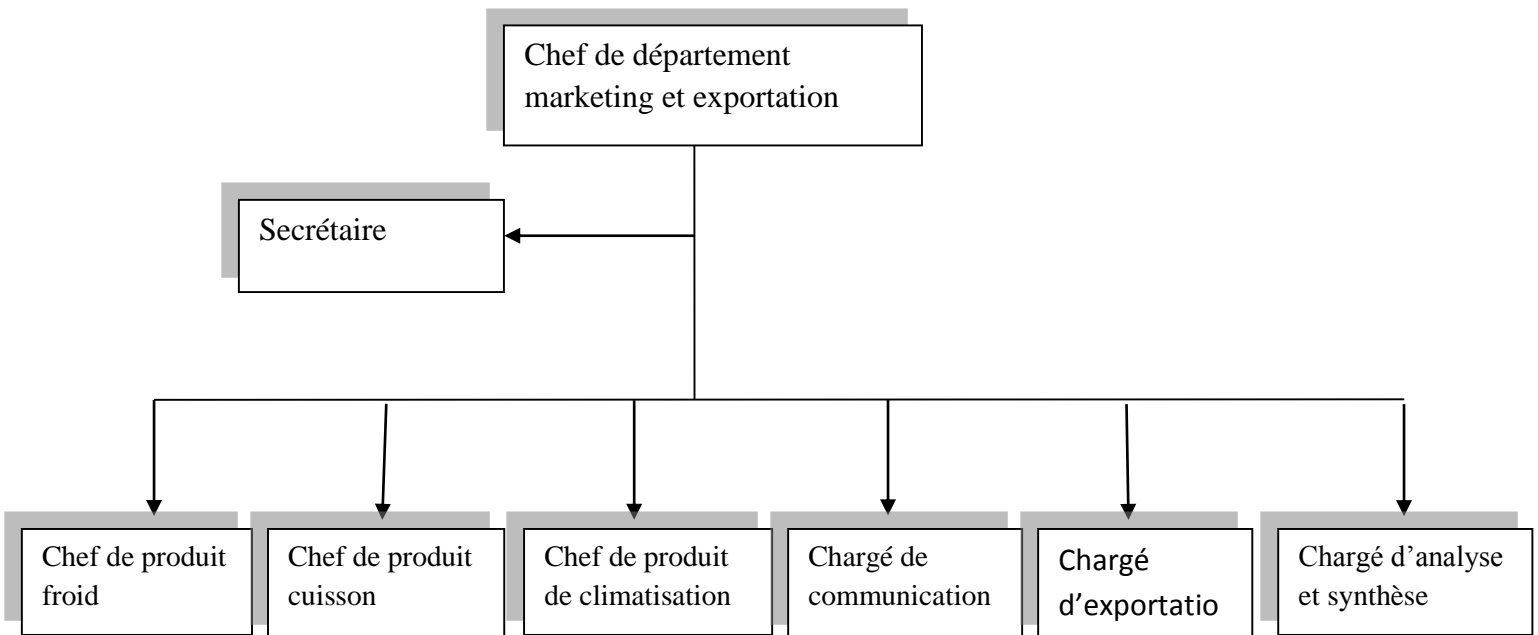 Chef de département
marketing et exportation
Secrétaire
Chef de produit
froid
Chef de produit
cuisson
Chef de produit
de climatisation
Chargé de
communication
Chargé
d’exportatio
Chargé d’analyse
et synthèse